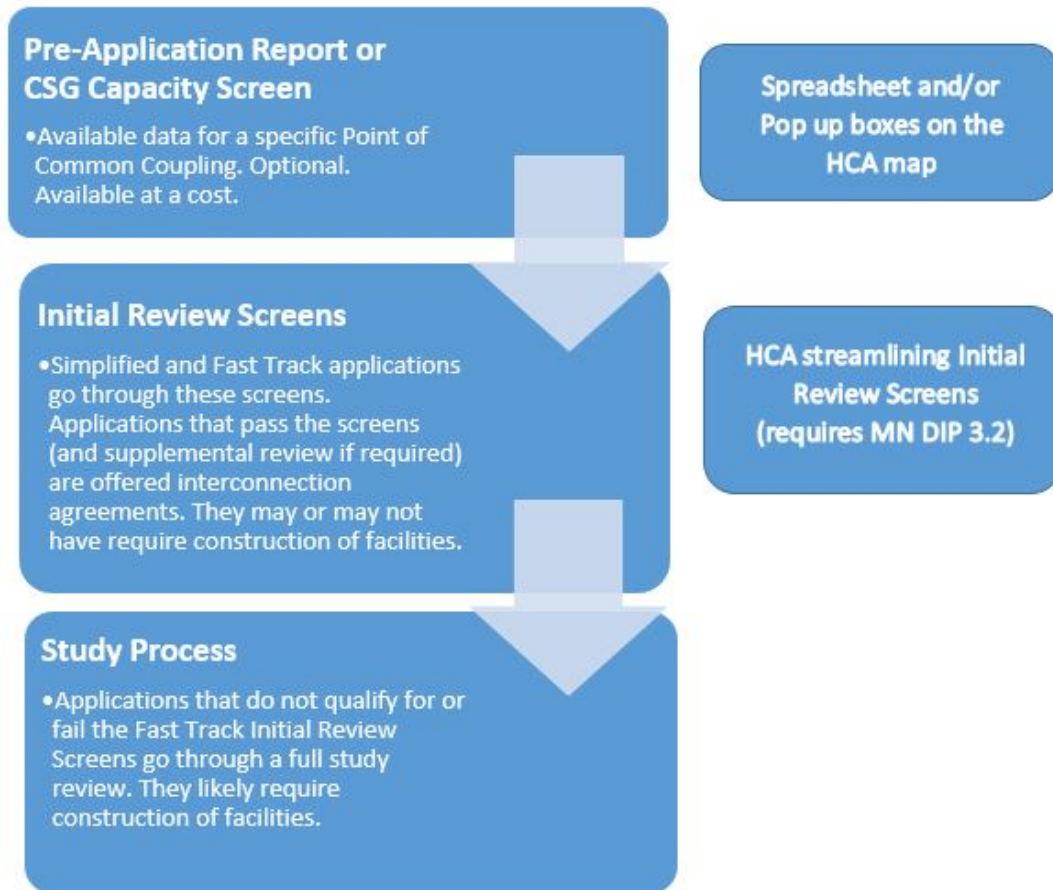 Pre-Application Report or
CSG Capacity Screen
•Available data for a specific Point of
Common Coupling. Optional.
Available at a cost.
Spreadsheet and/or
Pop up boxes on the
HCA map
Initial Review Screens
•Simplified and Fast Track applications
go through these screens.
Applications that pass the screens
(and supplemental review if required)
are offered interconnection
agreements. They may or may not
have require construction of facilities.
HCA streamlining Initial
Review Screens
(requires MN DIP 3.2)
Study Process
•Applications that do not qualify for or
fail the Fast Track Initial Review
Screens go through a full study
review. They likely require
construction of facilities.